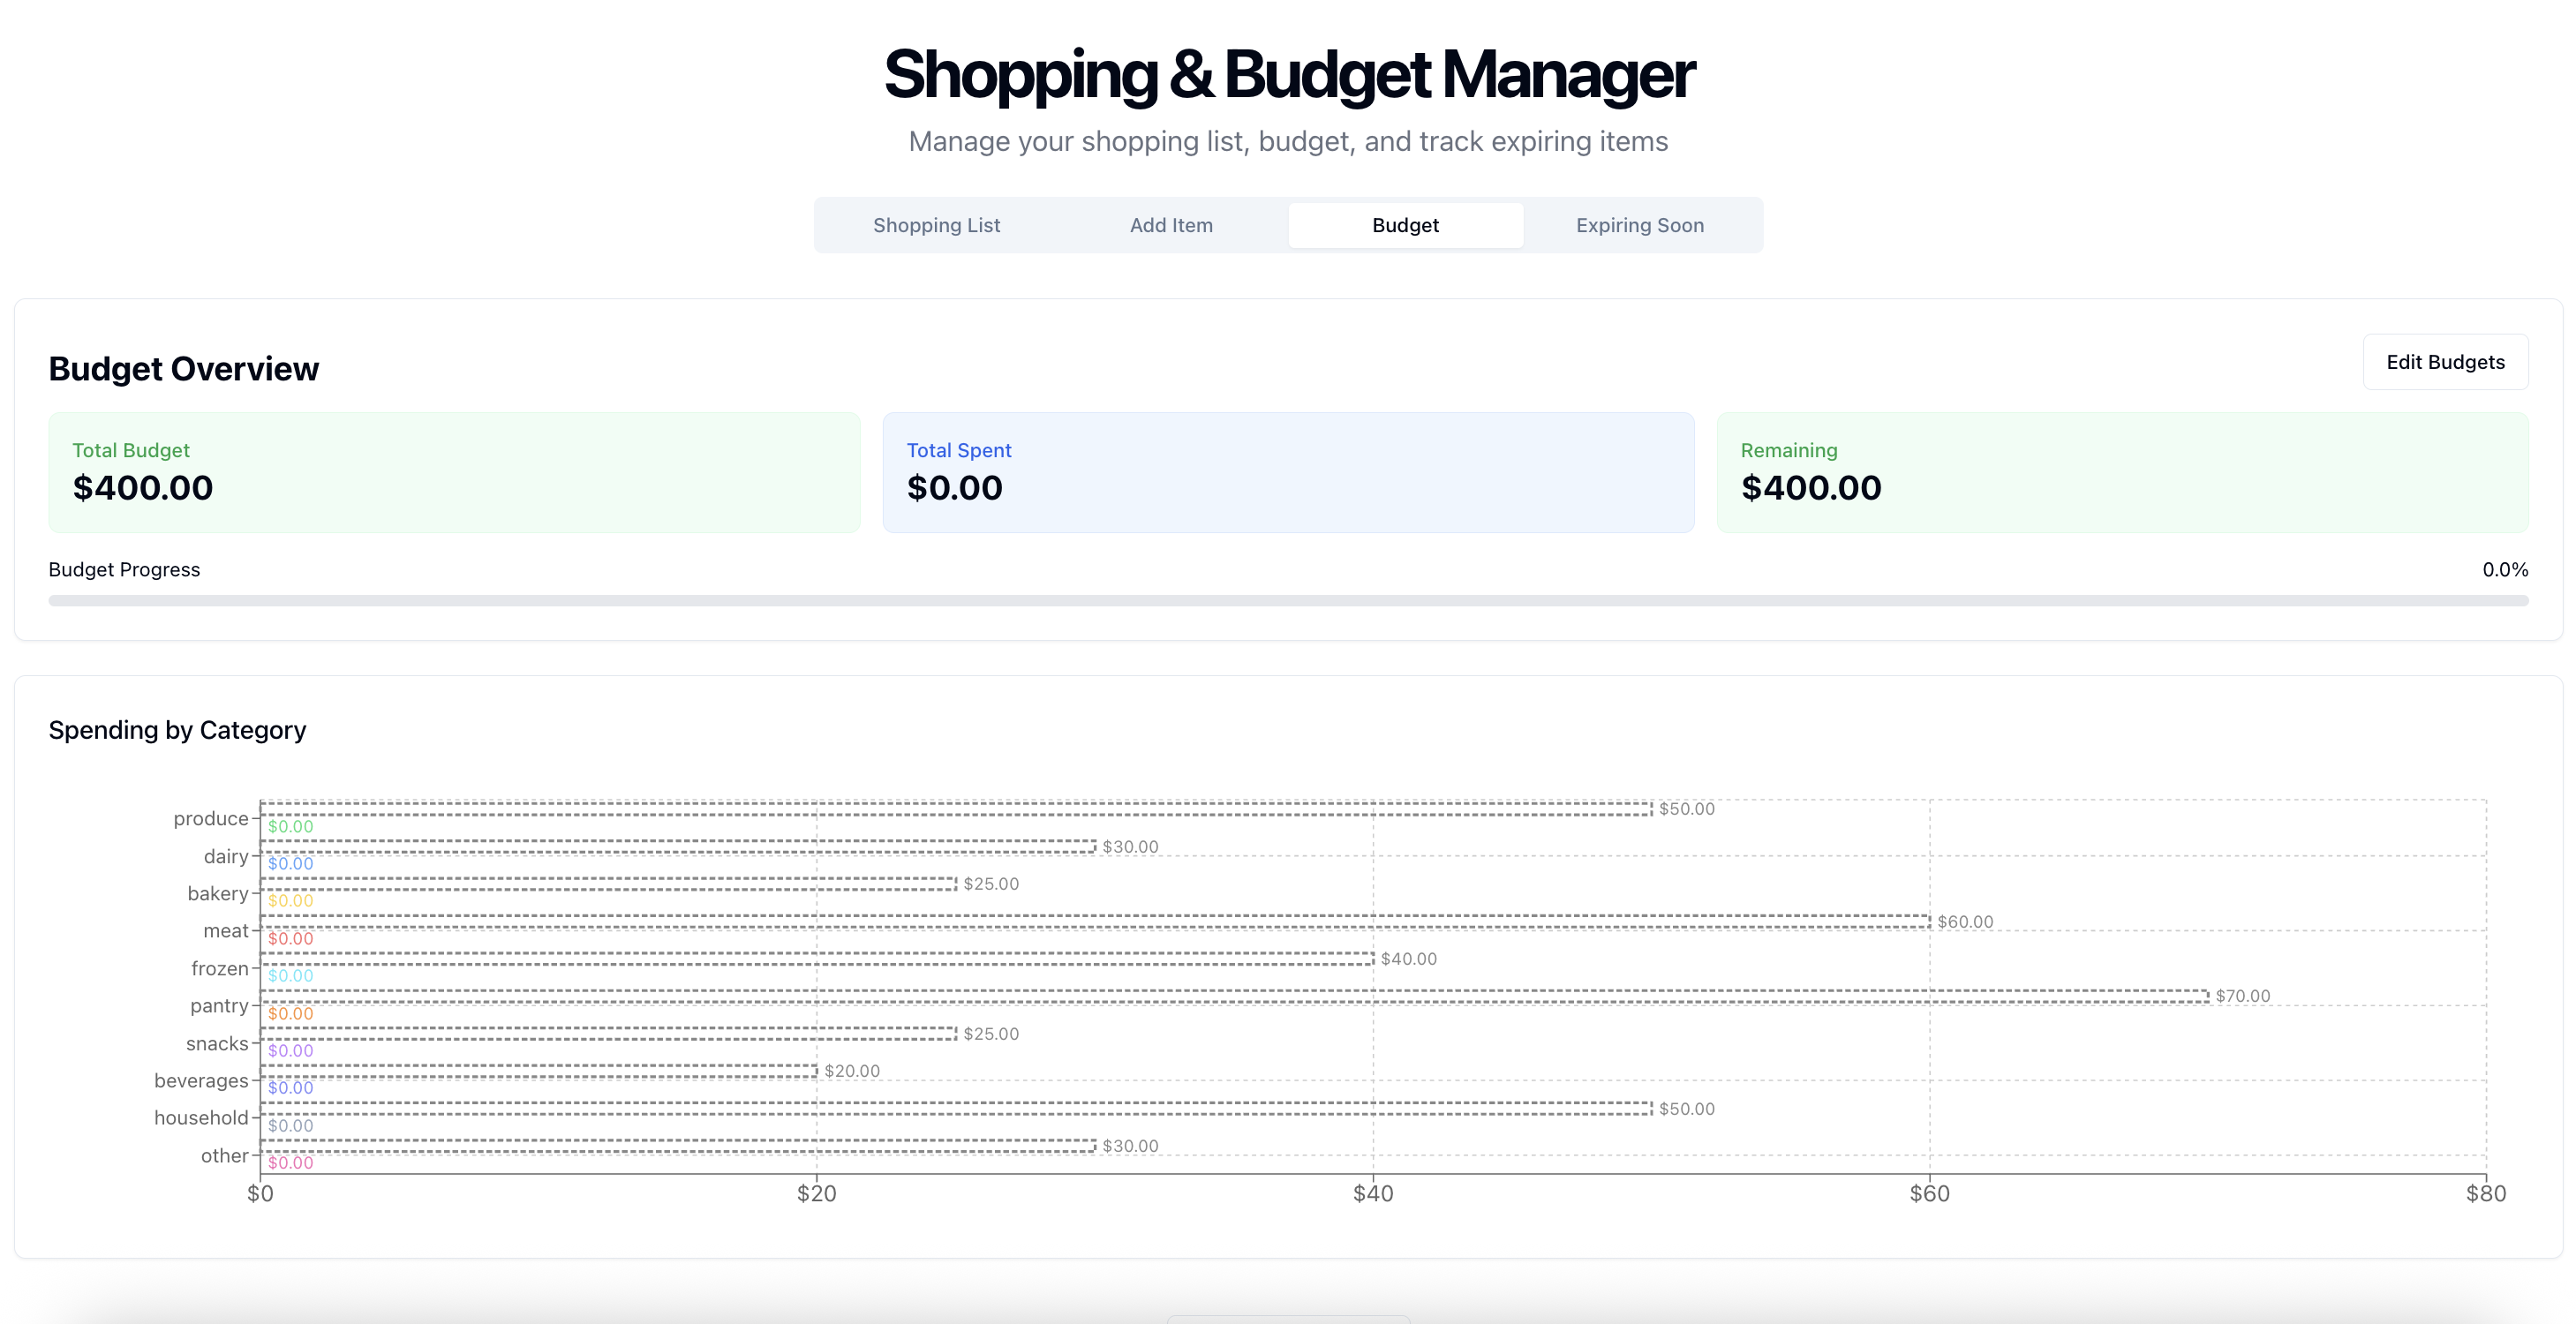 Shopping & Budget Manager
Manage your shopping list, budget, and track expiring items
Shopping List Add Item Budget Expiring Soon
Budget Overview
Edit Budgets
Total Budget
$400.00
Total Spent
$0.00
Remaining
$400.00
Budget Progress 0.0%
Spending by Category
produce $50.00
$0.00
dairy $30.00
$0.00
bakery $25.00
$0.00
meat $60.00
$0.00
frozen $40.00
$0.00
pantry $70.00
$0.00
snacks $25.00
$0.00
beverages $20.00
$0.00
household $50.00
$0.00
other $30.00
$0.00
$0 $20 $40 $60 $80